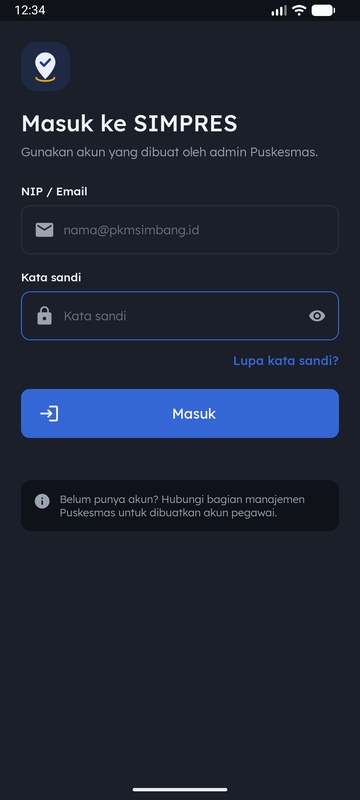 12:34
Masuk ke SIMPRES
Gunakan akun yang dibuat oleh admin Puskesmas.
NIP / Email
nama@pkmsimbang.id
Kata sandi
Kata sandi
Lupa kata sandi?
Masuk
Belum punya akun? Hubungi bagian manajemen
Puskesmas untuk dibuatkan akun pegawai.